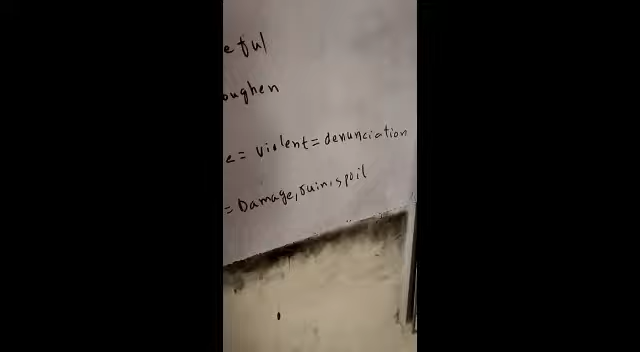 eful
oughen
e = violent = denunciation
= Damage, ruin, spoil